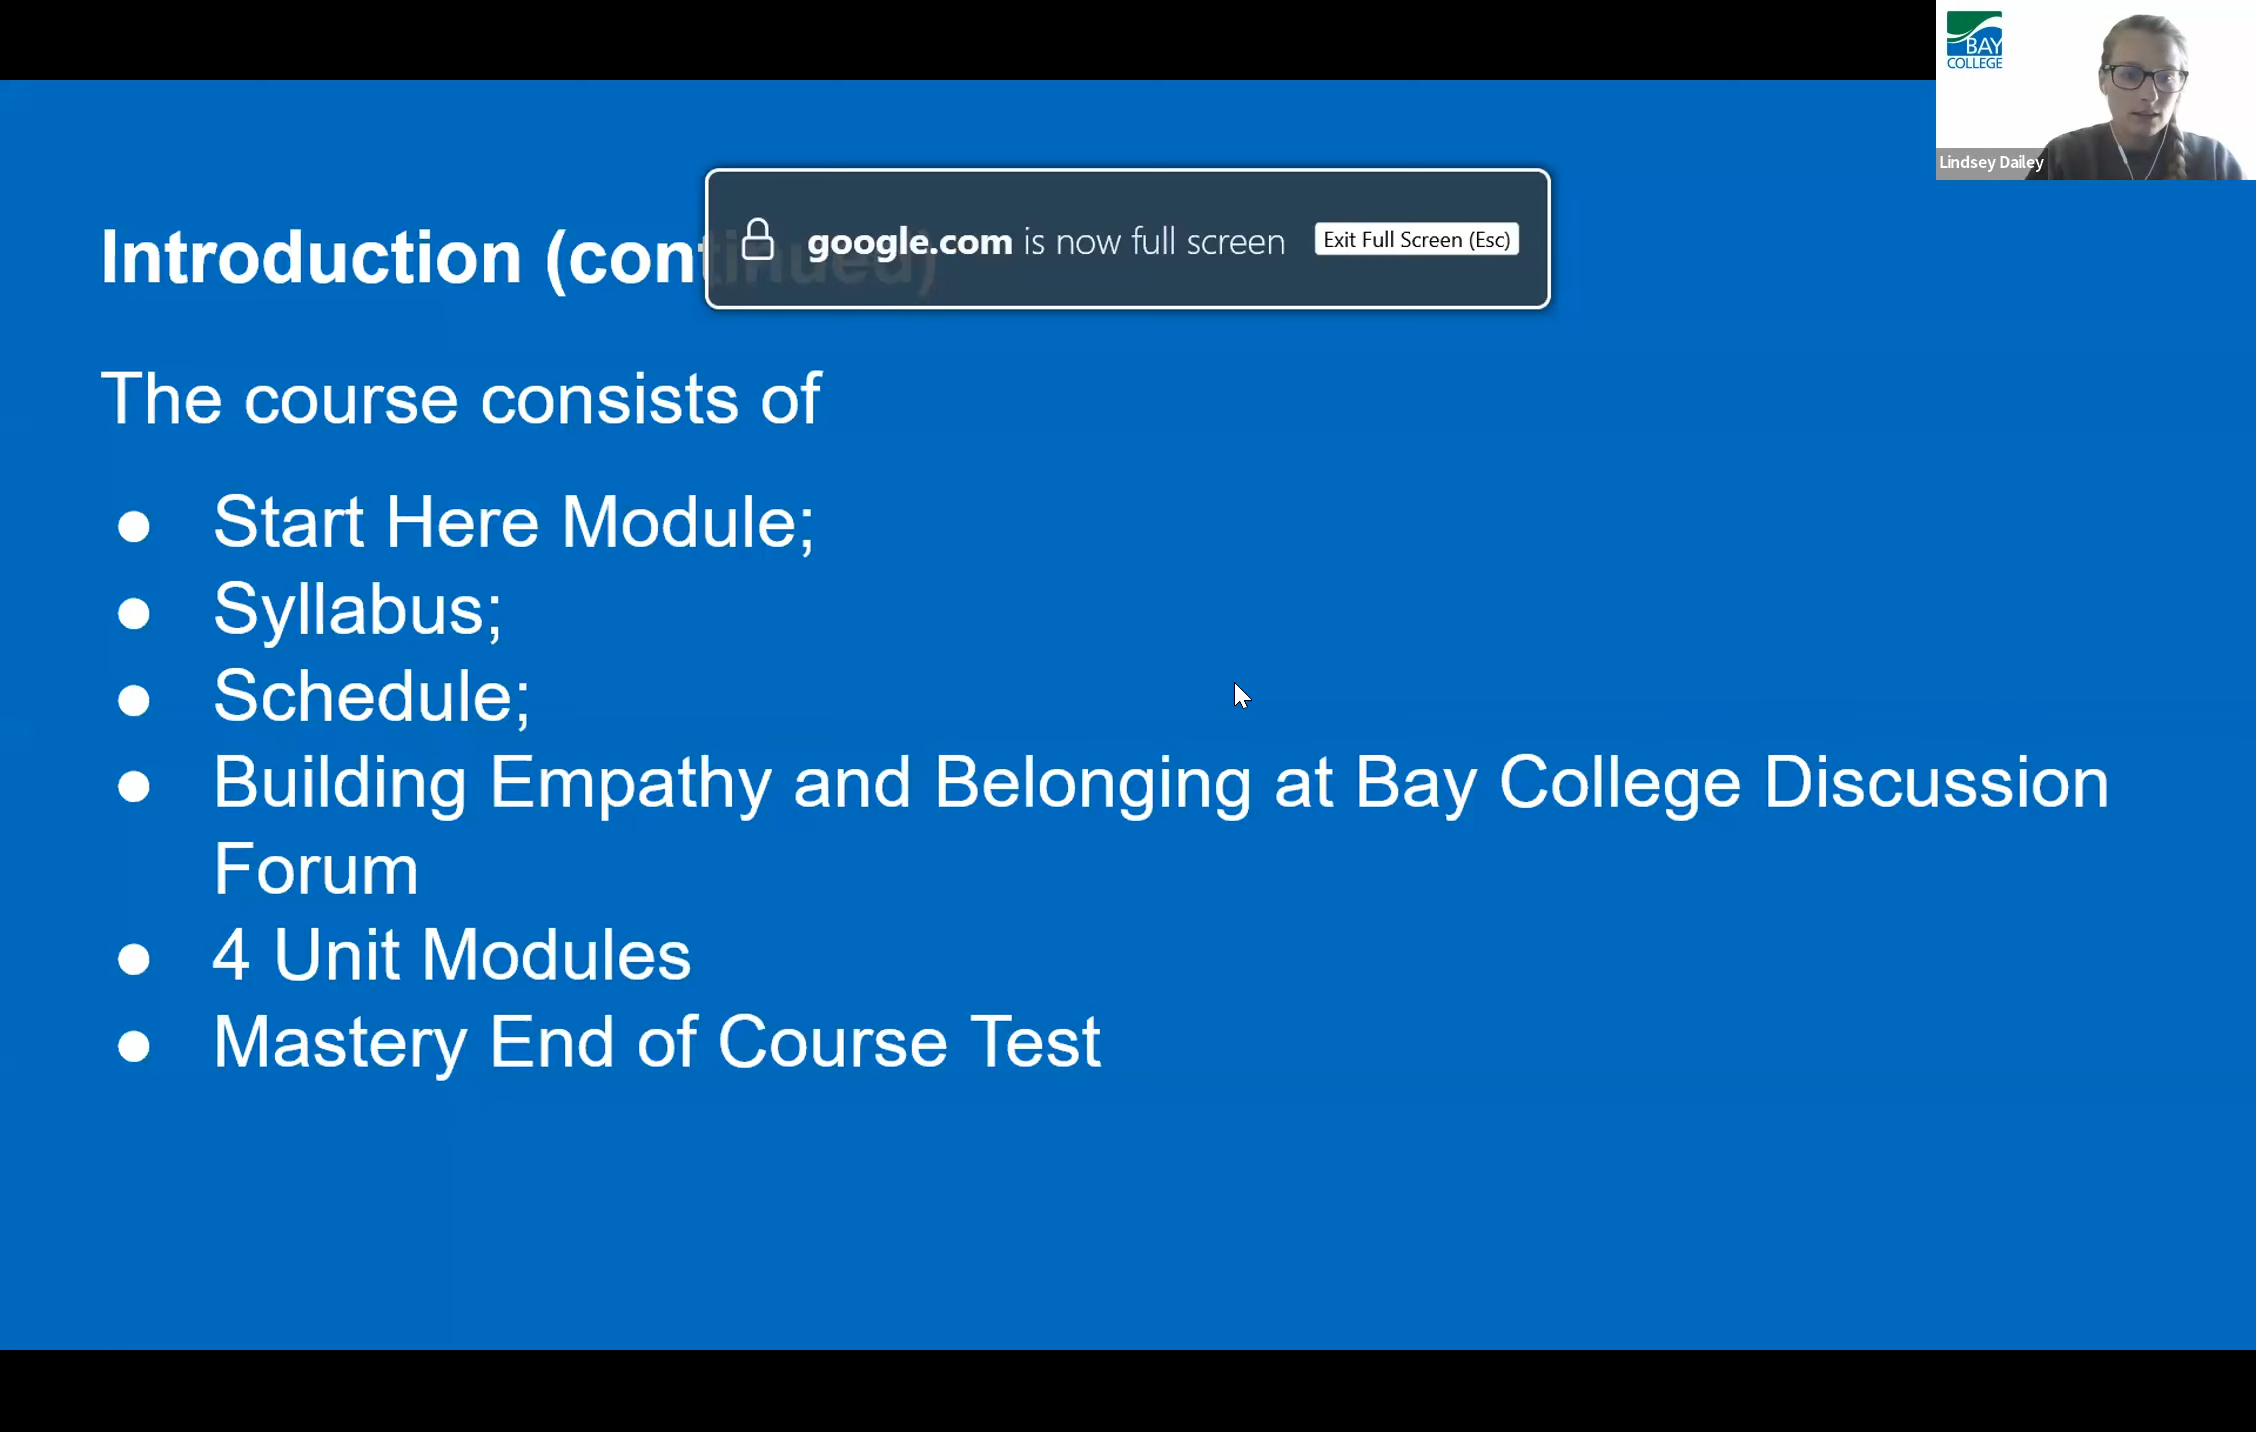 BAY
COLLEGE
Lindsey Dailey
google.com is now full screen
Exit Full Screen (Esc)
Introduction (continued)
The course consists of
● Start Here Module;
● Syllabus;
● Schedule;
● Building Empathy and Belonging at Bay College Discussion
Forum
● 4 Unit Modules
● Mastery End of Course Test